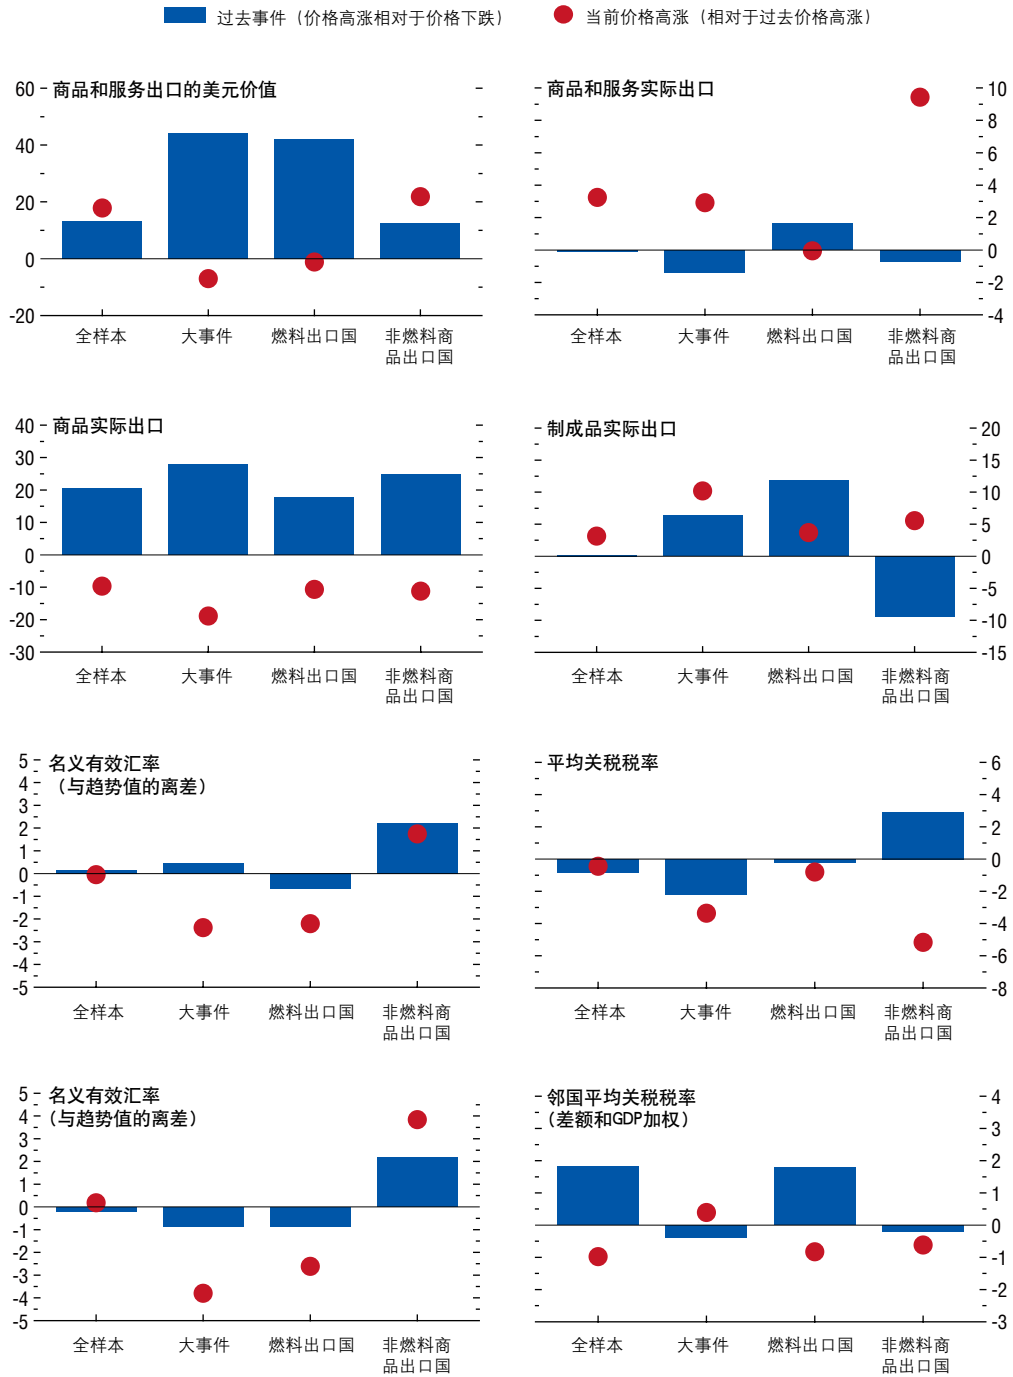 过去事件（价格高涨相对于价格下跌） 当前价格高涨（相对于过去价格高涨）
商品和服务出口的美元价值
60
40
20
0
-20
全样本 大事件 燃料出口国 非燃料商
品出口国
商品和服务实际出口
10
8
6
4
2
0
-2
-4
全样本 大事件 燃料出口国 非燃料商
品出口国
商品实际出口
40
30
20
10
0
-10
-20
-30
全样本 大事件 燃料出口国 非燃料商
品出口国
制成品实际出口
20
15
10
5
0
-5
-10
-15
全样本 大事件 燃料出口国 非燃料商
品出口国
名义有效汇率
（与趋势值的离差）
5
4
3
2
1
0
-1
-2
-3
-4
-5
全样本 大事件 燃料出口国 非燃料商
品出口国
平均关税税率
6
4
2
0
-2
-4
-6
-8
全样本 大事件 燃料出口国 非燃料商
品出口国
名义有效汇率
（与趋势值的离差）
5
4
3
2
1
0
-1
-2
-3
-4
-5
全样本 大事件 燃料出口国 非燃料商
品出口国
邻国平均关税税率
（差额和GDP加权）
4
3
2
1
0
-1
-2
-3
全样本 大事件 燃料出口国 非燃料商
品出口国